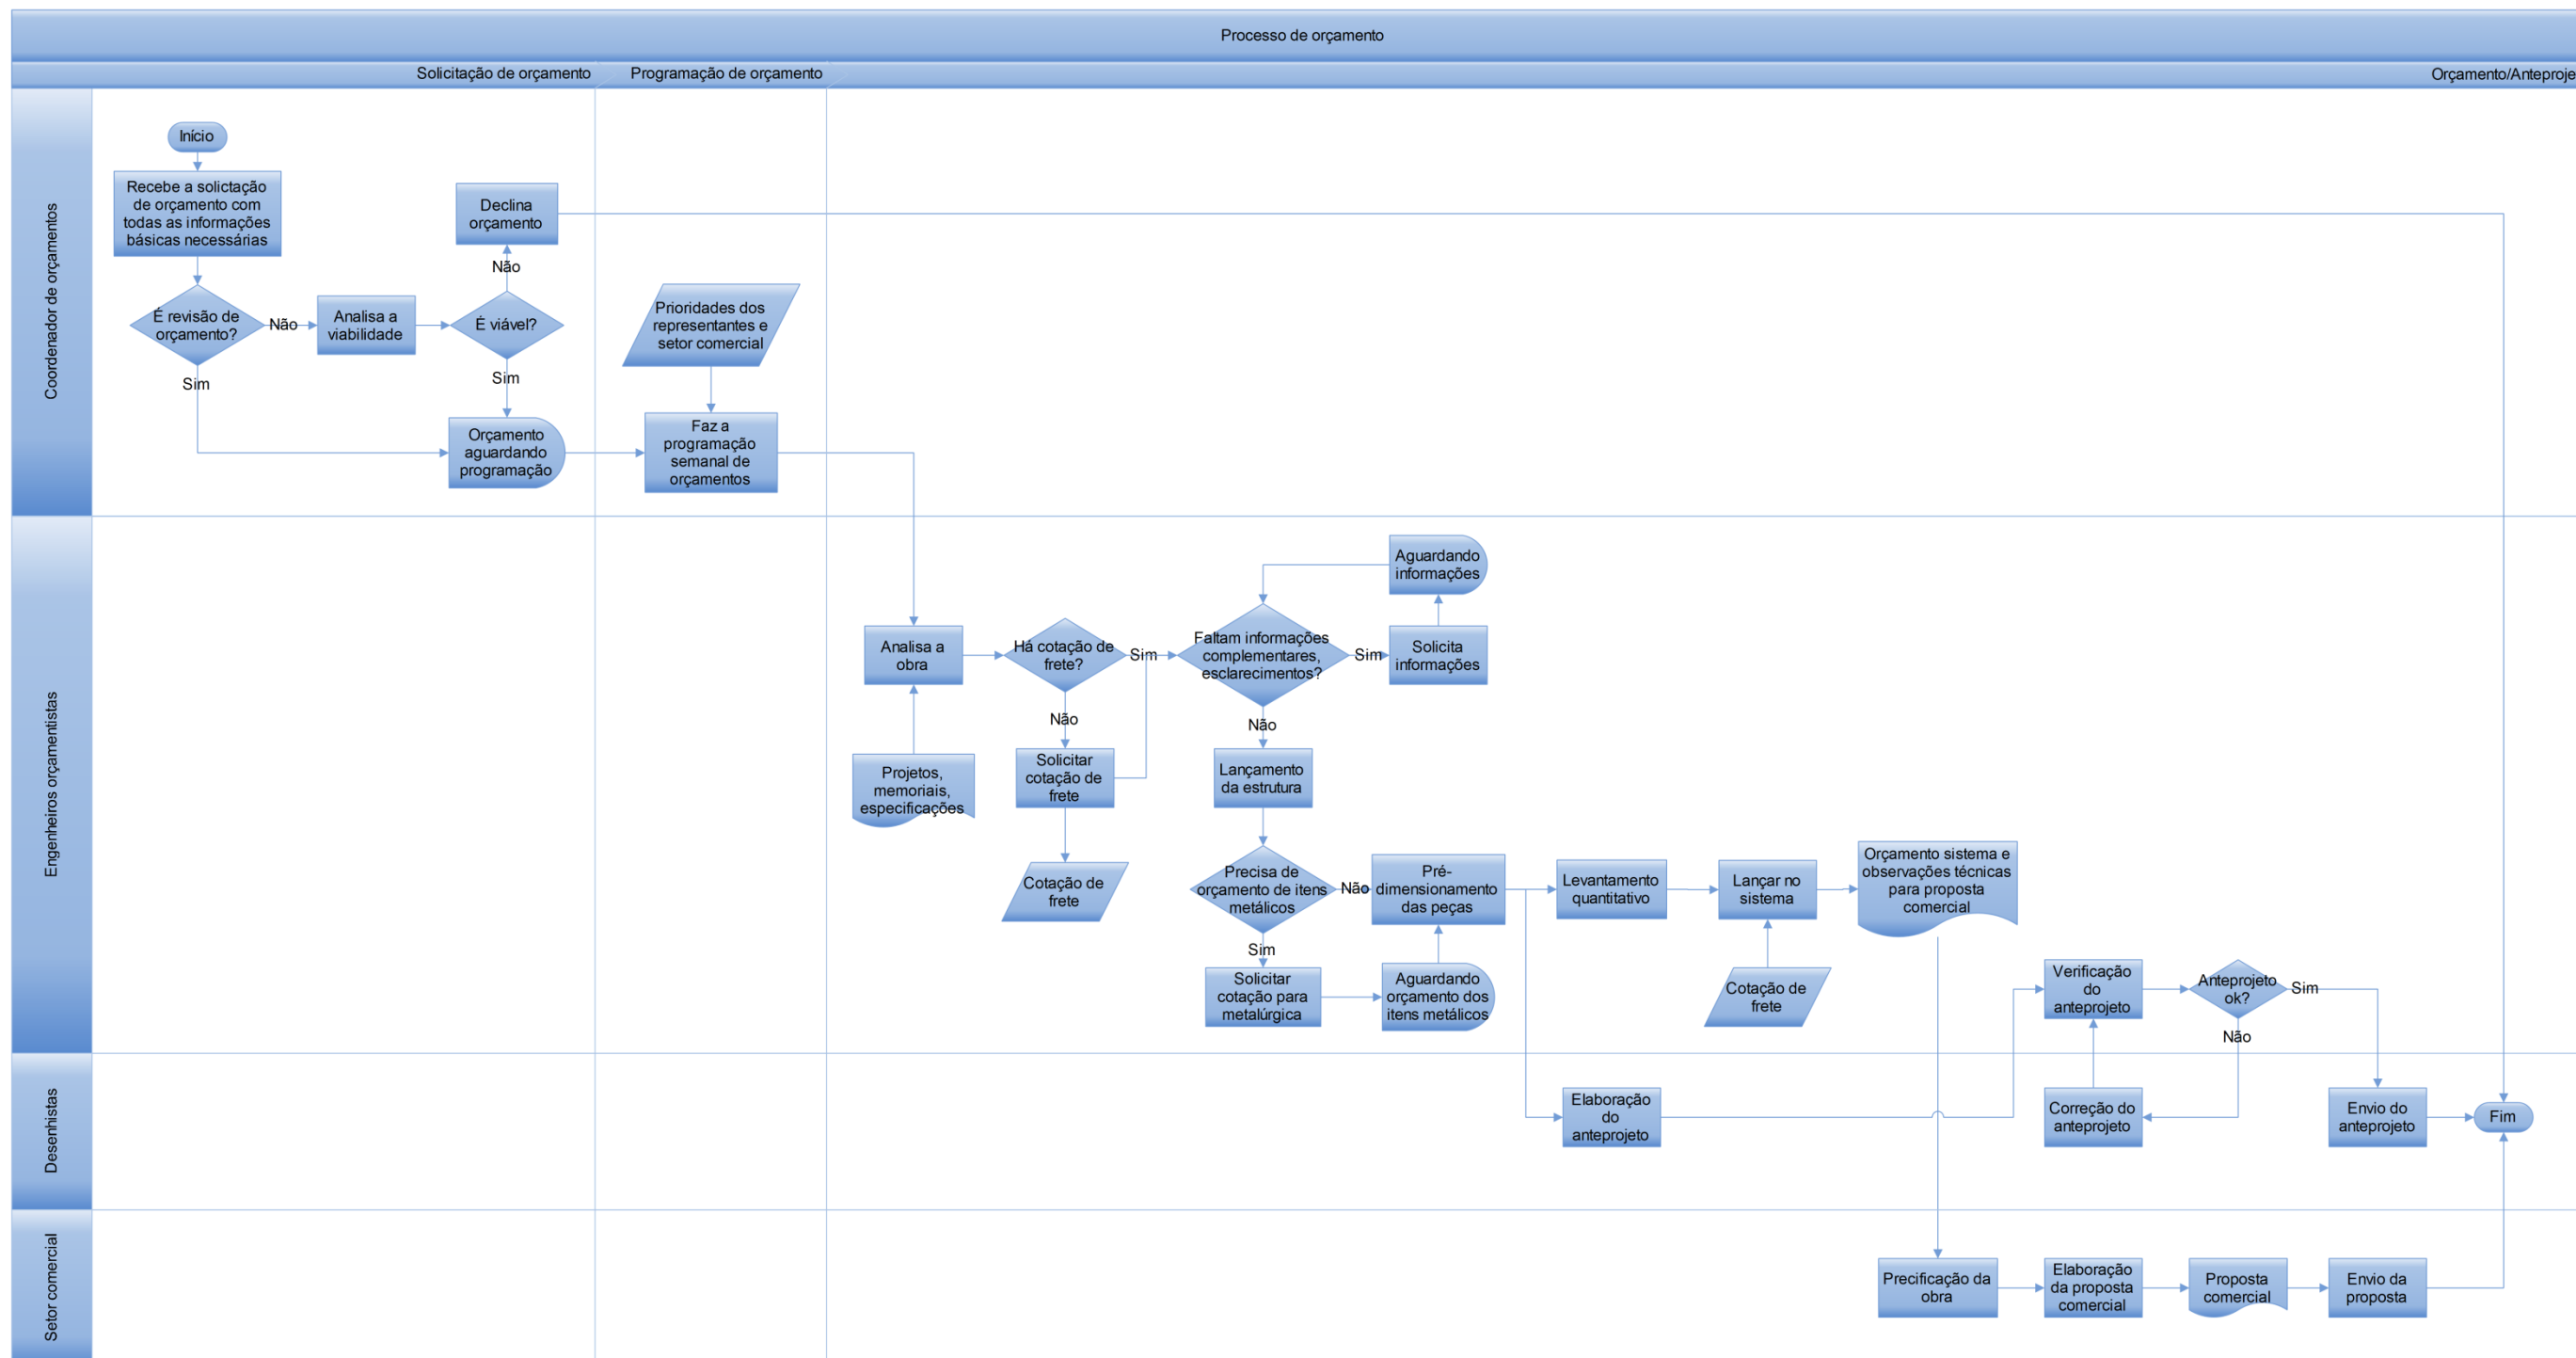 Processo de orçamento
Solicitação de orçamento
Programação de orçamento
Orçamento/Anteproje
Coordenador de orçamentos
Início
Recebe a solictação
de orçamento com
todas as informações
básicas necessárias
É revisão de
orçamento?
Não
Sim
Analisa a
viabilidade
É viável?
Não
Declina
orçamento
Sim
Orçamento
aguardando
programação
Prioridades dos
representantes e
setor comercial
Faz a
programação
semanal de
orçamentos
Engenheiros orçamentistas
Analisa a
obra
Projetos,
memoriais,
especificações
Há cotação de
frete?
Sim
Não
Solicitar
cotação de
frete
Cotação de
frete
Faltam informações
complementares,
esclarecimentos?
Sim
Solicita
informações
Aguardando
informações
Não
Lançamento
da estrutura
Precisa de
orçamento de itens
metálicos
Não
Sim
Solicitar
cotação para
metalúrgica
Aguardando
orçamento dos
itens metálicos
Pré-
dimensionamento
das peças
Levantamento
quantitativo
Lançar no
sistema
Cotação de
frete
Orçamento sistema e
observações técnicas
para proposta
comercial
Verificação
do
anteprojeto
Anteprojeto
ok?
Sim
Não
Desenhistas
Elaboração
do
anteprojeto
Correção do
anteprojeto
Envio do
anteprojeto
Fim
Setor comercial
Precificação da
obra
Elaboração
da proposta
comercial
Proposta
comercial
Envio da
proposta